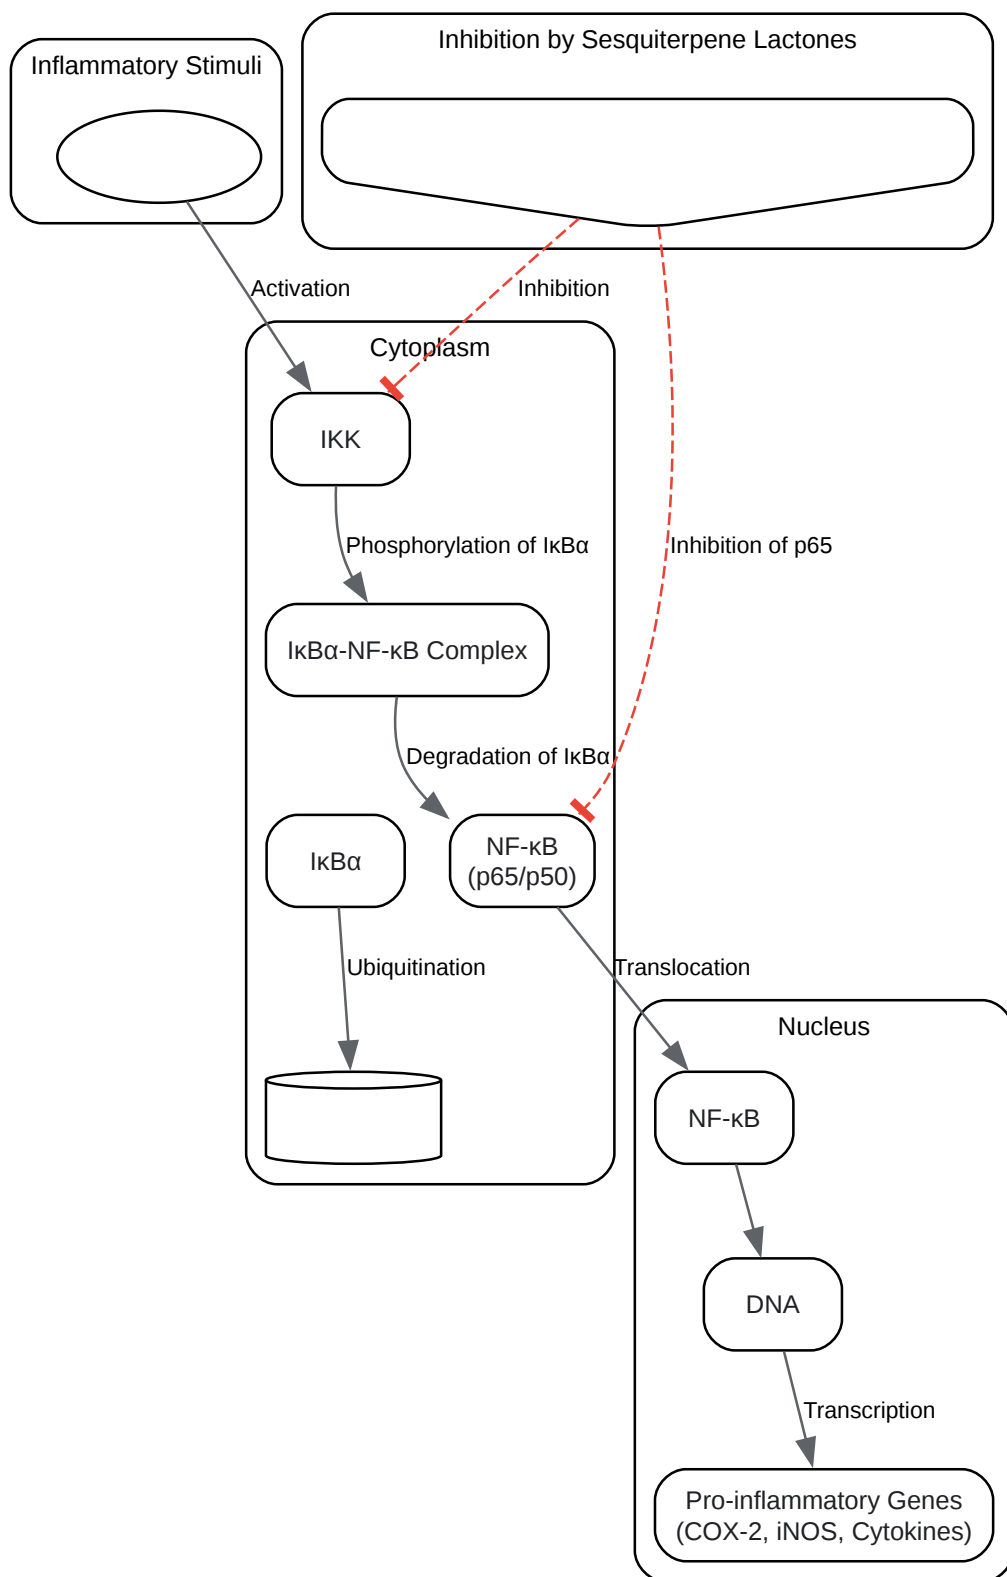 Inhibition by Sesquiterpene Lactones
Inflammatory Stimuli
Activation
Inhibition
Cytoplasm
IKK
Phosphorylation of IκBα
Inhibition of p65
IκBα-NF-κB Complex
Degradation of IκBα
IκBα
NF-κB
(p65/p50)
Ubiquitination
Translocation
Nucleus
NF-κB
DNA
Transcription
Pro-inflammatory Genes
(COX-2, iNOS, Cytokines)